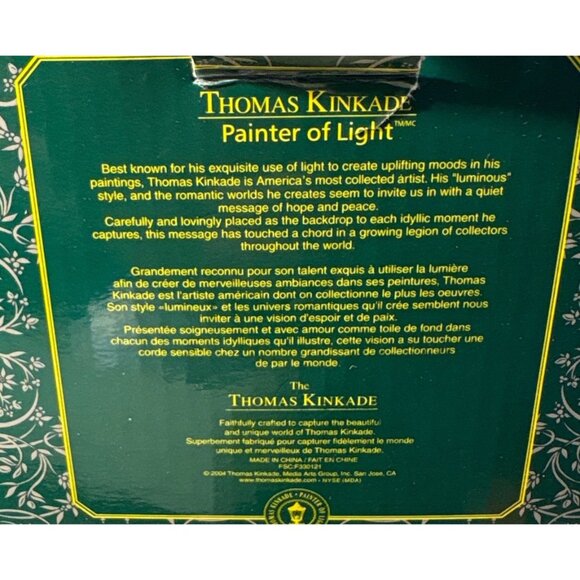 THOMAS KINKADE
Painter of Light TM/MC
Best known for his exquisite use of light to create uplifting moods in his
paintings, Thomas Kinkade is America's most collected artist. His "luminous"
style, and the romantic worlds he creates seem to invite us in with a quiet
message of hope and peace.
Carefully and lovingly placed as the backdrop to each idyllic moment he
captures, this message has touched a chord in a growing legion of collectors
throughout the world.
Grandement reconnu pour son talent exquis à utiliser la lumière
afin de créer de merveilleuses ambiances dans ses peintures, Thomas
Kinkade est l'artiste américain dont on collectionne le plus les oeuvres.
Son style «lumineux» et les univers romantiques qu'il crée semblent nous
inviter à une vision d'espoir et de paix.
Présentée soigneusement et avec amour comme toile de fond dans
chacun des moments idylliques qu'il illustre, cette vision a su toucher une
corde sensible chez un nombre grandissant de collectionneurs
de par le monde.
The
THOMAS KINKADE
Faithfully crafted to capture the beautiful
and unique world of Thomas Kinkade.
Superbement fabriqué pour capturer fidèlement le monde
unique et merveilleux de Thomas Kinkade.
MADE IN CHINA / FAIT EN CHINE
FSC:F330121
© 2004 Thomas Kinkade, Media Arts Group, Inc. San Jose, CA
www.thomaskinkade.com - NYSE (MDA)
KINKADE • PAINTER OF